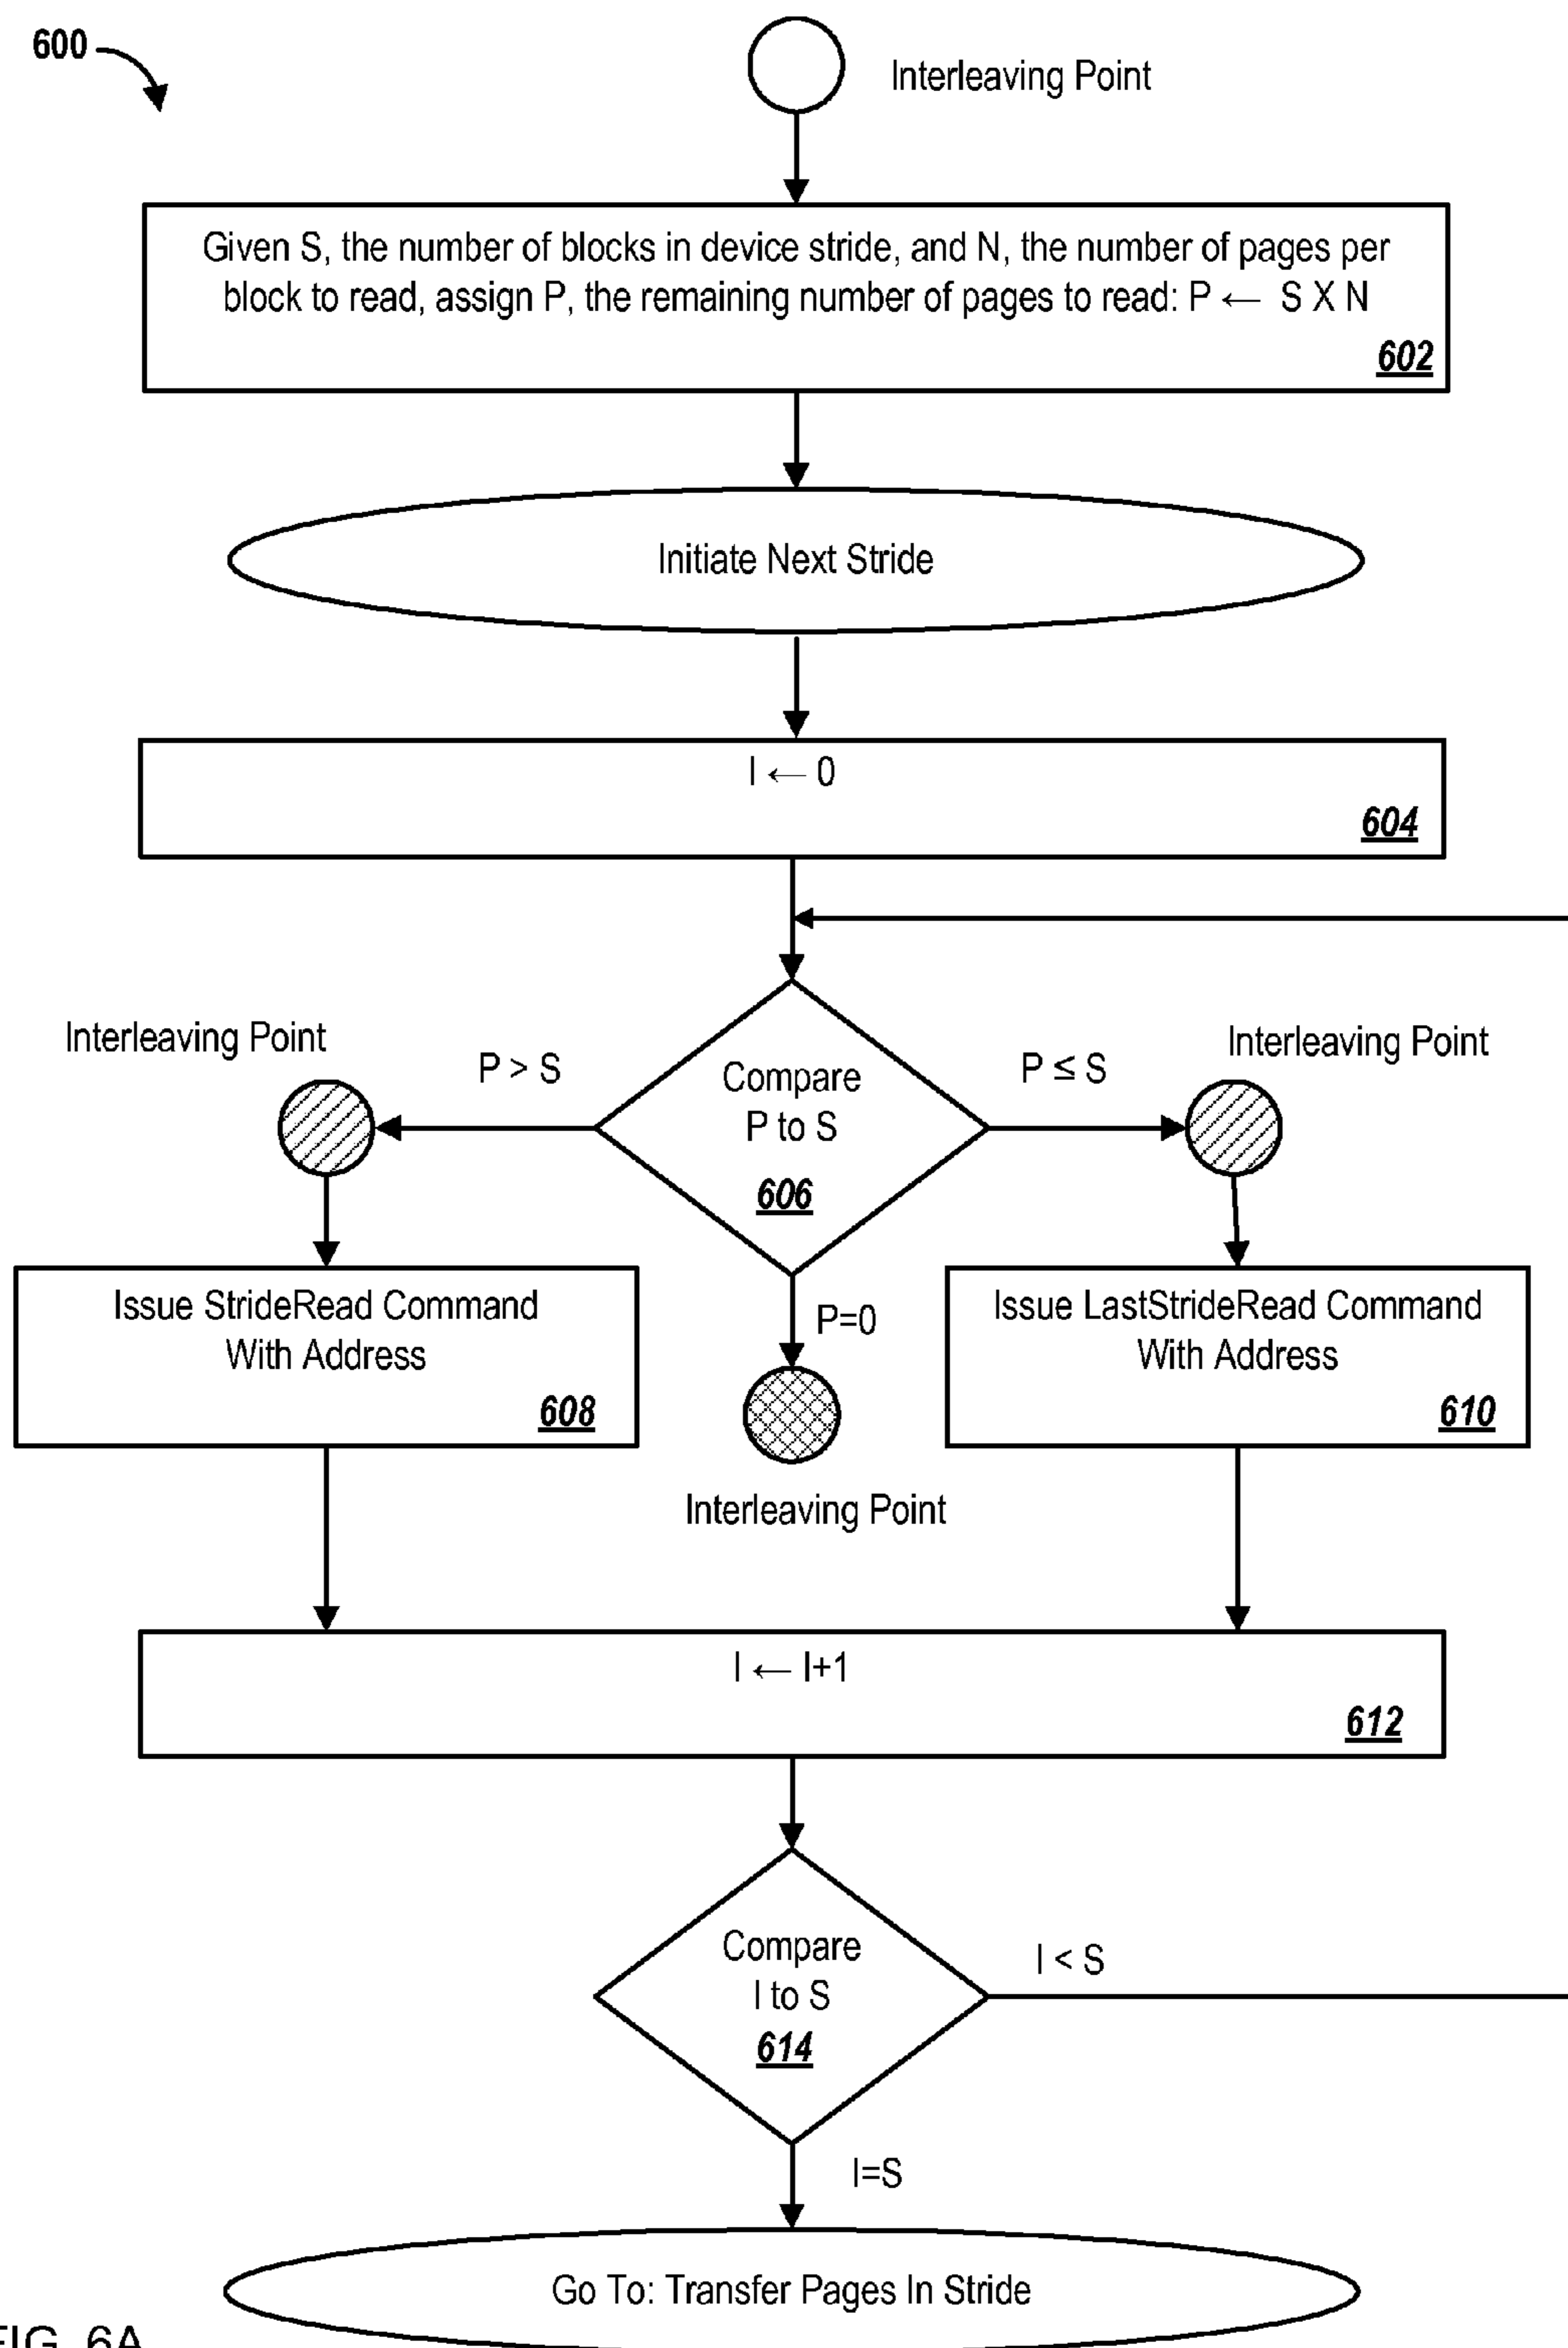 600
Interleaving Point
Given S, the number of blocks in device stride, and N, the number of pages per
block to read, assign P, the remaining number of pages to read: P ← S X N
602
Initiate Next Stride
I ← 0
604
Interleaving Point
P > S
Compare
P to S
606
P ≤ S
Interleaving Point
Issue StrideRead Command
With Address
608
P=0
Issue LastStrideRead Command
With Address
610
Interleaving Point
I ← I+1
612
Compare
I to S
614
I < S
I=S
Go To: Transfer Pages In Stride
FIG. 6A